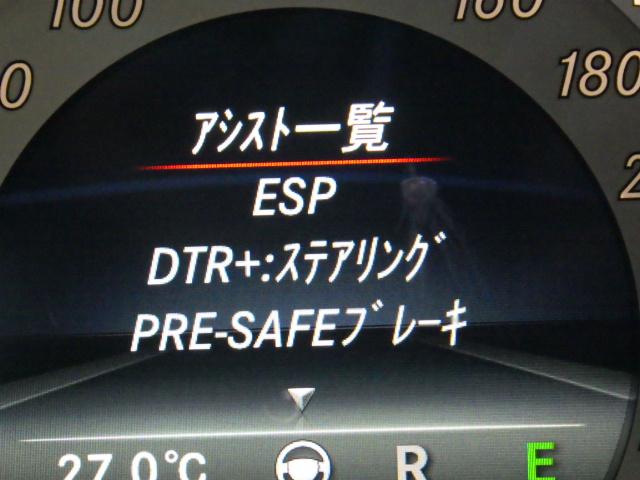 100
160
180
ｱｼｽﾄ一覧
ESP
DTR+:ｽﾃｱﾘﾝｸﾞ
PRE-SAFEﾌﾞﾚｰｷ
27.0°C
R
E